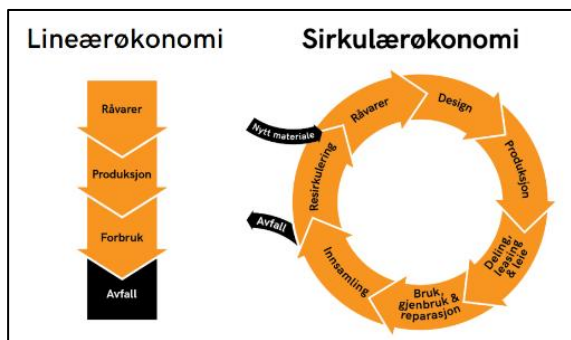 Lineærøkonomi
Råvarer
Produksjon
Forbruk
Avfall
Sirkulærøkonomi
Nytt materiale
Råvarer
Design
Produksjon
Deling,
leasing
& leie
Bruk,
gjenbruk &
reparasjon
Innsamling
Avfall
Resirkulering